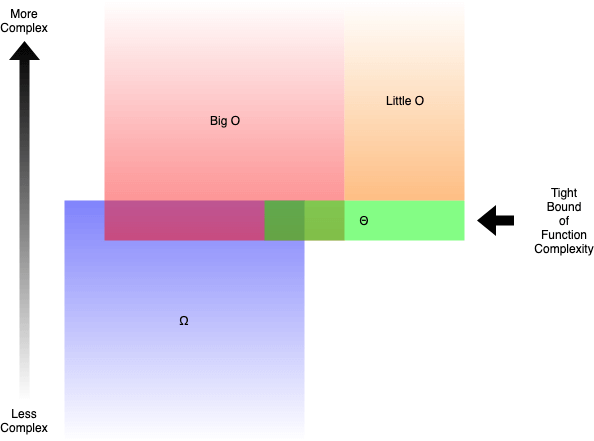 More
Complex
Big O
Little O
Θ
Tight
Bound
of
Function
Complexity
Ω
Less
Complex